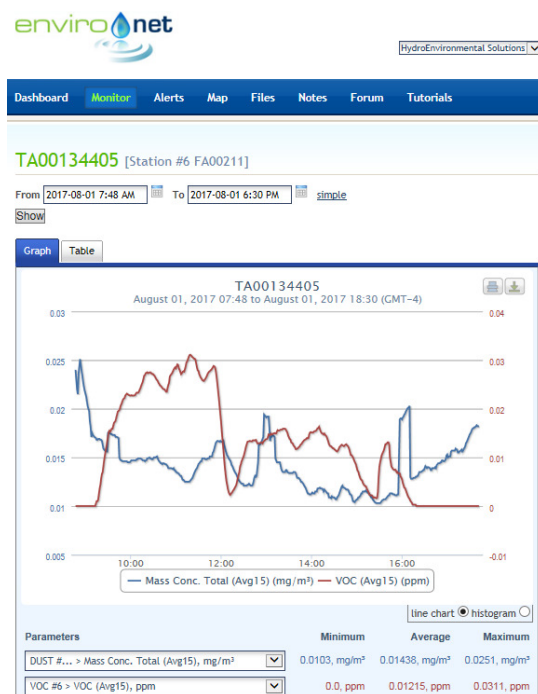 enviro net
HydroEnvironmental Solutions
Dashboard Monitor Alerts Map Files Notes Forum Tutorials
TA00134405 [Station #6 FA00211]
From 2017-08-01 7:48 AM To 2017-08-01 6:30 PM simple
Show
Graph Table
TA00134405
August 01, 2017 07:48 to August 01, 2017 18:30 (GMT-4)
0.03 0.04
0.025 0.03
0.02 0.02
0.015 0.01
0.01 0
0.005 -0.01
10:00 12:00 14:00 16:00
Mass Conc. Total (Avg15) (mg/m³) VOC (Avg15) (ppm)
line chart histogram
Parameters Minimum Average Maximum
DUST #... > Mass Conc. Total (Avg15), mg/m³ 0.0103, mg/m³ 0.01438, mg/m³ 0.0251, mg/m³
VOC #6 > VOC (Avg15), ppm 0.0, ppm 0.01215, ppm 0.0311, ppm